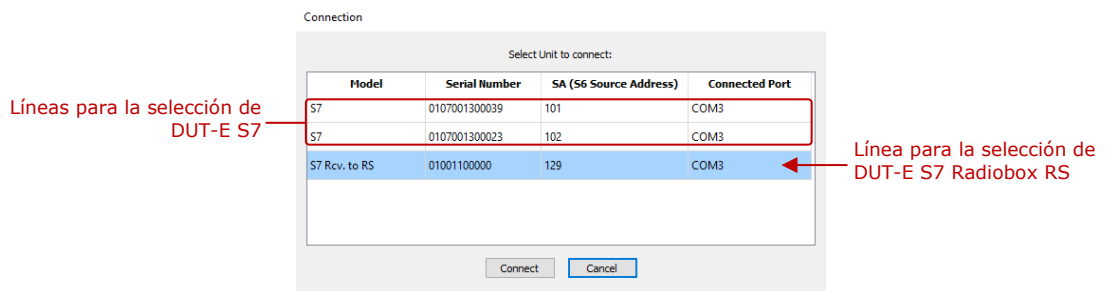 Connection
Select Unit to connect:
Model Serial Number SA (S6 Source Address) Connected Port
S7 0107001300039 101 COM3
S7 0107001300023 102 COM3
S7 Rcv. to RS 01001100000 129 COM3
Connect Cancel
Líneas para la selección de
DUT-E S7
Línea para la selección de
DUT-E S7 Radiobox RS